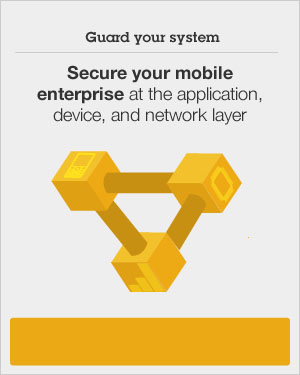 Guard your system
Secure your mobile
enterprise at the application,
device, and network layer